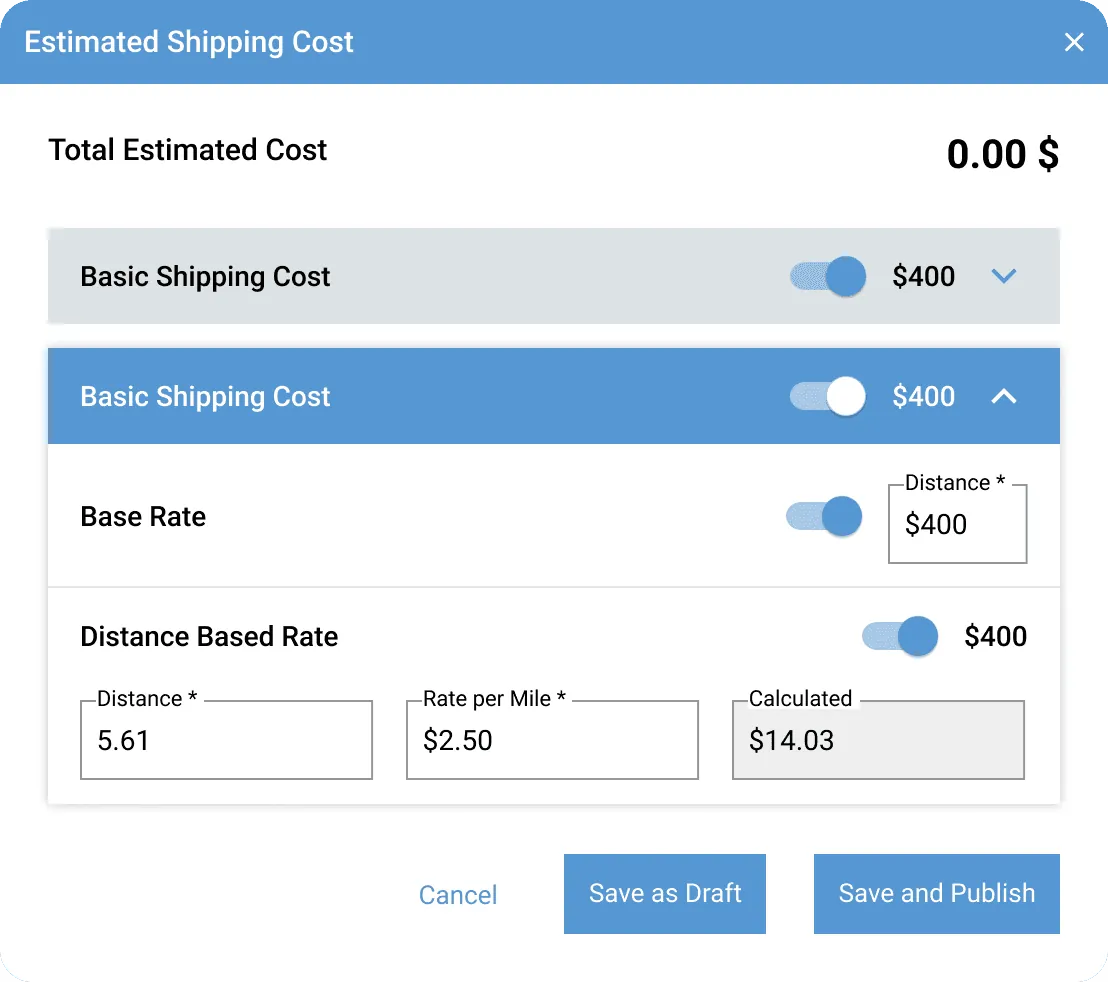 Estimated Shipping Cost
Total Estimated Cost
0.00 $
Basic Shipping Cost $400
Basic Shipping Cost $400
Base Rate
Distance *
$400
Distance Based Rate $400
Distance * Rate per Mile * Calculated
5.61 $2.50 $14.03
Cancel Save as Draft Save and Publish